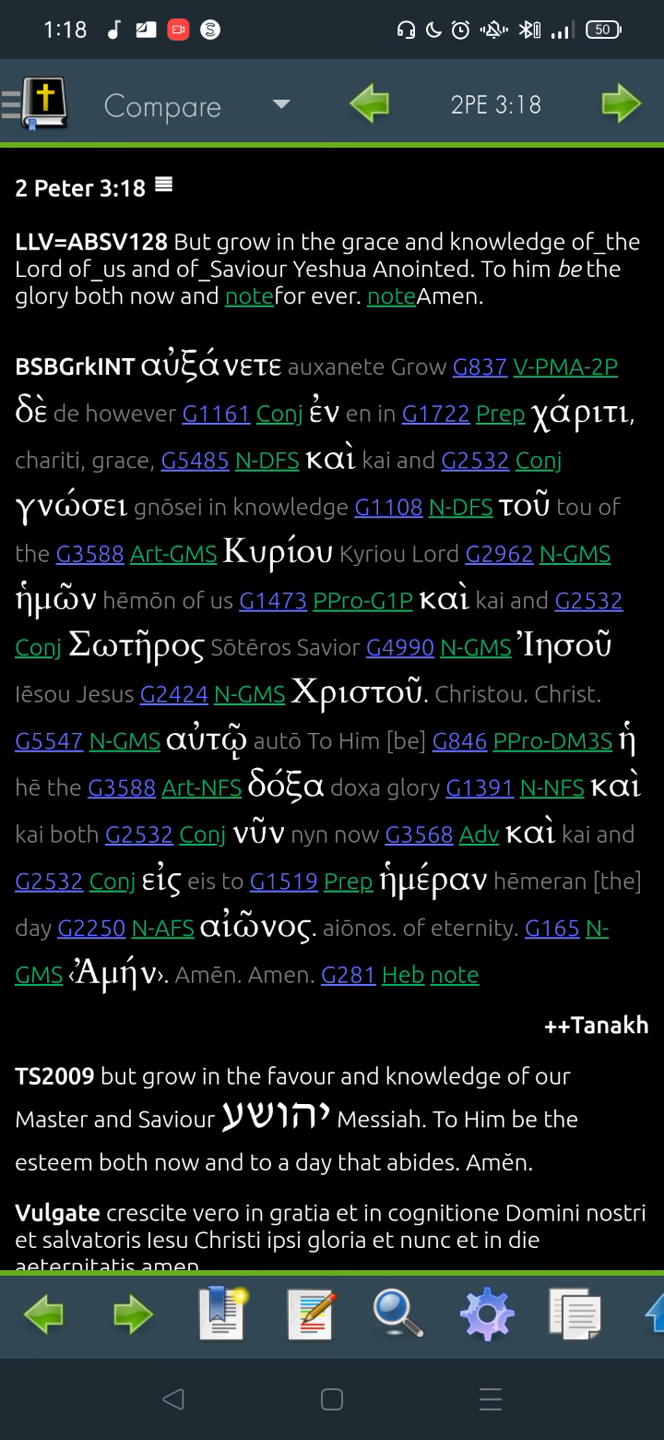 1:18
50
Compare
2PE 3:18
2 Peter 3:18
LLV=ABSV128 But grow in the grace and knowledge of_the
Lord of_us and of_Saviour Yeshua Anointed. To him be the
glory both now and notefor ever. noteAmen.
BSBGrkINT αὐξάνετε auxanete Grow G837 V-PMA-2P
δὲ de however G1161 Conj ἐν en in G1722 Prep χάριτι,
chariti, grace, G5485 N-DFS καὶ kai and G2532 Conj
γνώσει gnōsei in knowledge G1108 N-DFS τοῦ tou of
the G3588 Art-GMS Κυρίου Kyriou Lord G2962 N-GMS
ἡμῶν hēmōn of us G1473 PPro-G1P καὶ kai and G2532
Conj Σωτῆρος Sōtēros Savior G4990 N-GMS Ἰησοῦ
Iēsou Jesus G2424 N-GMS Χριστοῦ. Christou. Christ.
G5547 N-GMS αὐτῷ autō To Him [be] G846 PPro-DM3S ἡ
hē the G3588 Art-NFS δόξα doxa glory G1391 N-NFS καὶ
kai both G2532 Conj νῦν nyn now G3568 Adv καὶ kai and
G2532 Conj εἰς eis to G1519 Prep ἡμέραν hēmeran [the]
day G2250 N-AFS αἰῶνος. aiōnos. of eternity. G165 N-
GMS ‹Ἀμήν›. Amēn. Amen. G281 Heb note
++Tanakh
TS2009 but grow in the favour and knowledge of our
Master and Saviour יהושע Messiah. To Him be the
esteem both now and to a day that abides. Amĕn.
Vulgate crescite vero in gratia et in cognitione Domini nostri
et salvatoris Iesu Christi ipsi gloria et nunc et in die
aeternitatis amen